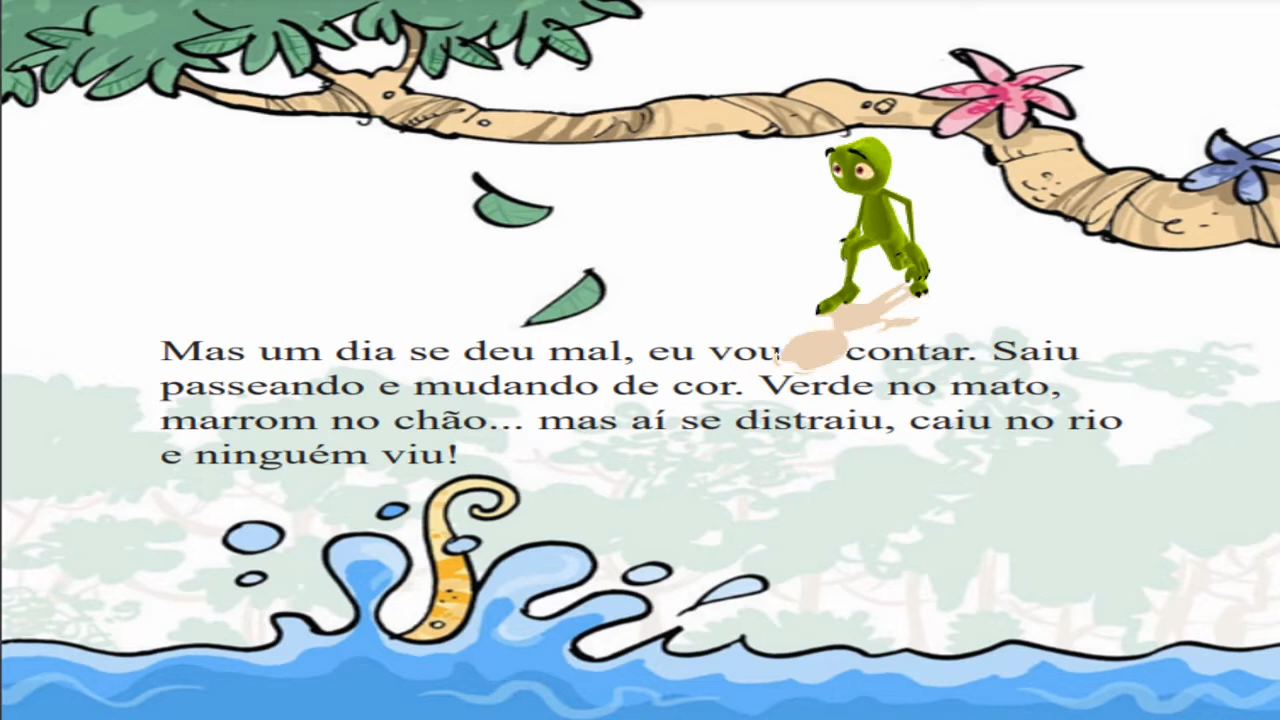 Mas um dia se deu mal, eu vou contar. Saiu
passeando e mudando de cor. Verde no mato,
marrom no chão... mas aí se distraiu, caiu no rio
e ninguém viu!